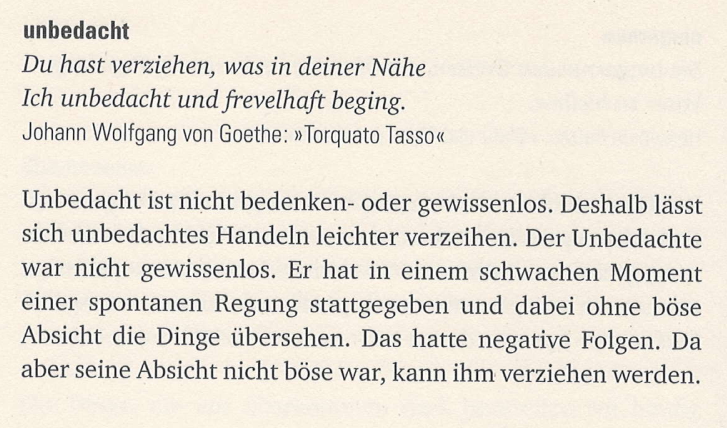 unbedacht
Du hast verziehen, was in deiner Nähe
Ich unbedacht und frevelhaft beging.
Johann Wolfgang von Goethe: »Torquato Tasso«
Unbedacht ist nicht bedenken- oder gewissenlos. Deshalb lässt
sich unbedachtes Handeln leichter verzeihen. Der Unbedachte
war nicht gewissenlos. Er hat in einem schwachen Moment
einer spontanen Regung stattgegeben und dabei ohne böse
Absicht die Dinge übersehen. Das hatte negative Folgen. Da
aber seine Absicht nicht böse war, kann ihm verziehen werden.